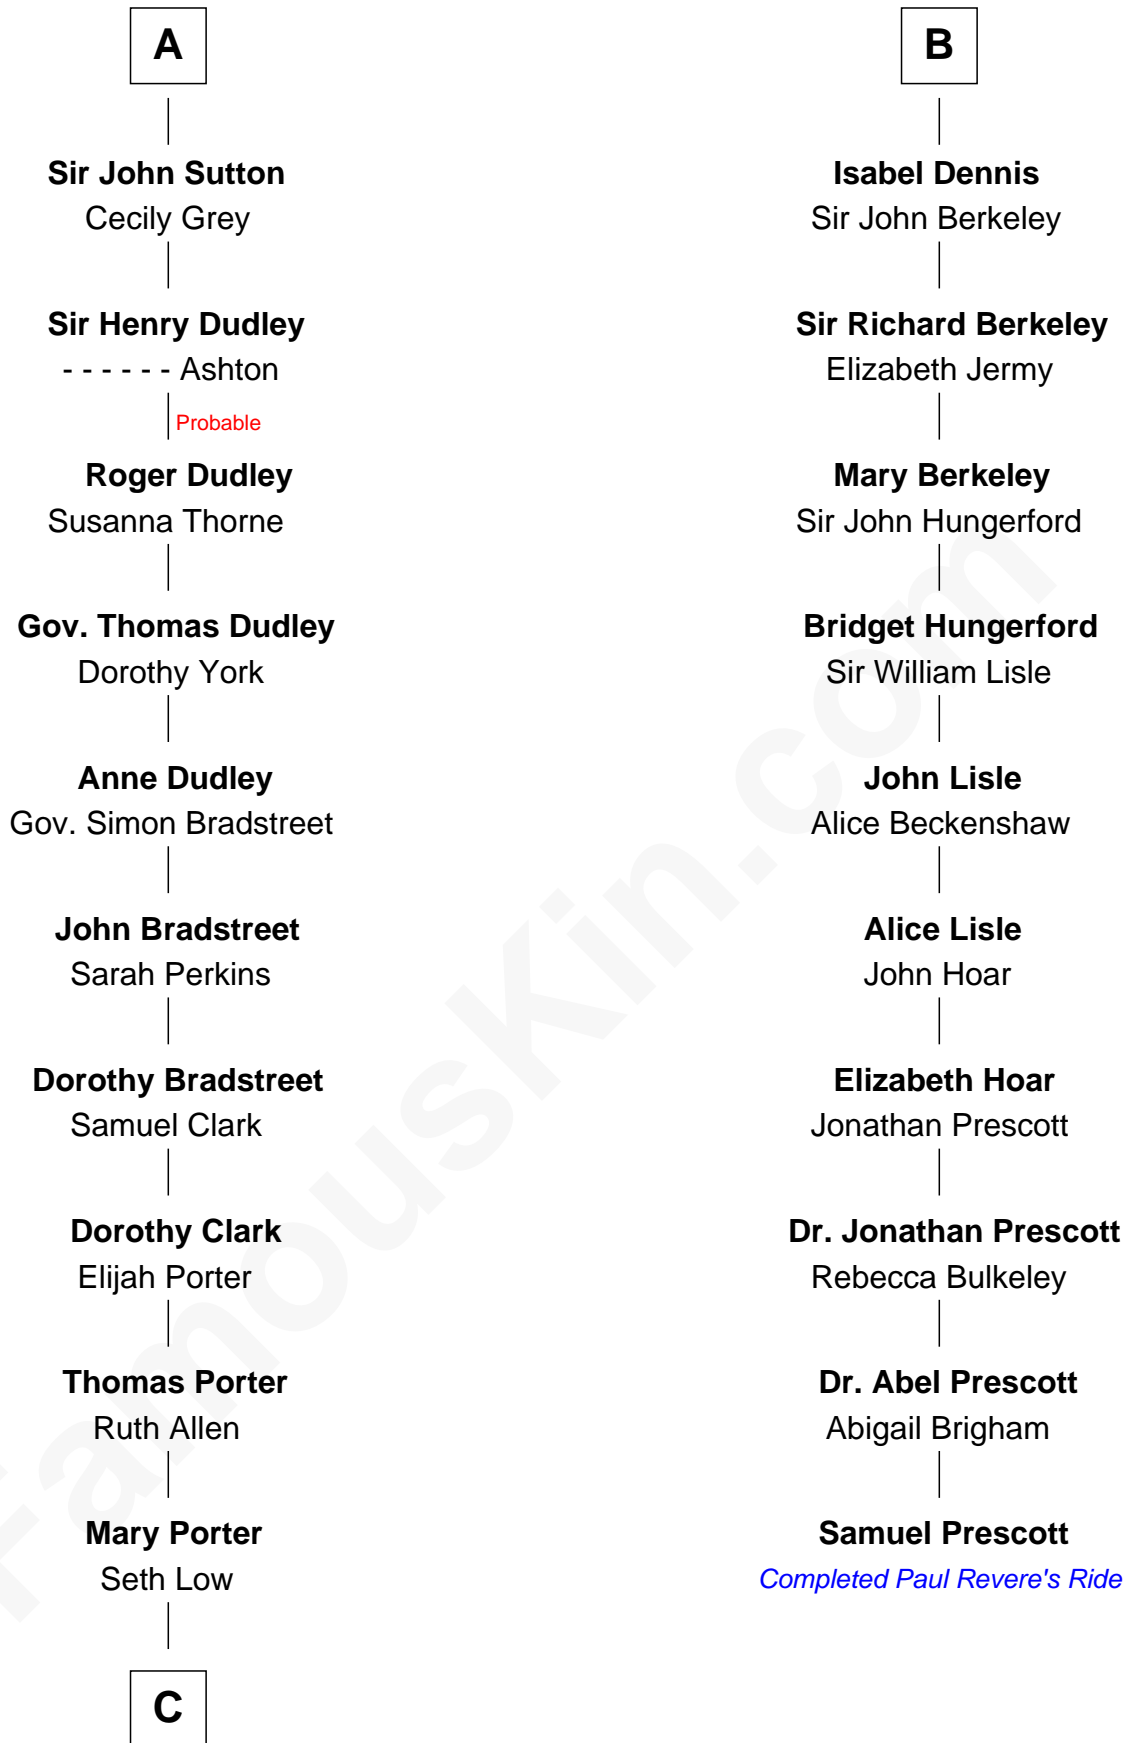 A
Sir John Sutton
Cecily Grey
Sir Henry Dudley
- - - - - - Ashton
Probable
Roger Dudley
Susanna Thorne
Gov. Thomas Dudley
Dorothy York
Anne Dudley
Gov. Simon Bradstreet
John Bradstreet
Sarah Perkins
Dorothy Bradstreet
Samuel Clark
Dorothy Clark
Elijah Porter
Thomas Porter
Ruth Allen
Mary Porter
Seth Low
C
B
Isabel Dennis
Sir John Berkeley
Sir Richard Berkeley
Elizabeth Jermy
Mary Berkeley
Sir John Hungerford
Bridget Hungerford
Sir William Lisle
John Lisle
Alice Beckenshaw
Alice Lisle
John Hoar
Elizabeth Hoar
Jonathan Prescott
Dr. Jonathan Prescott
Rebecca Bulkeley
Dr. Abel Prescott
Abigail Brigham
Samuel Prescott
Completed Paul Revere's Ride
FamousKin.com